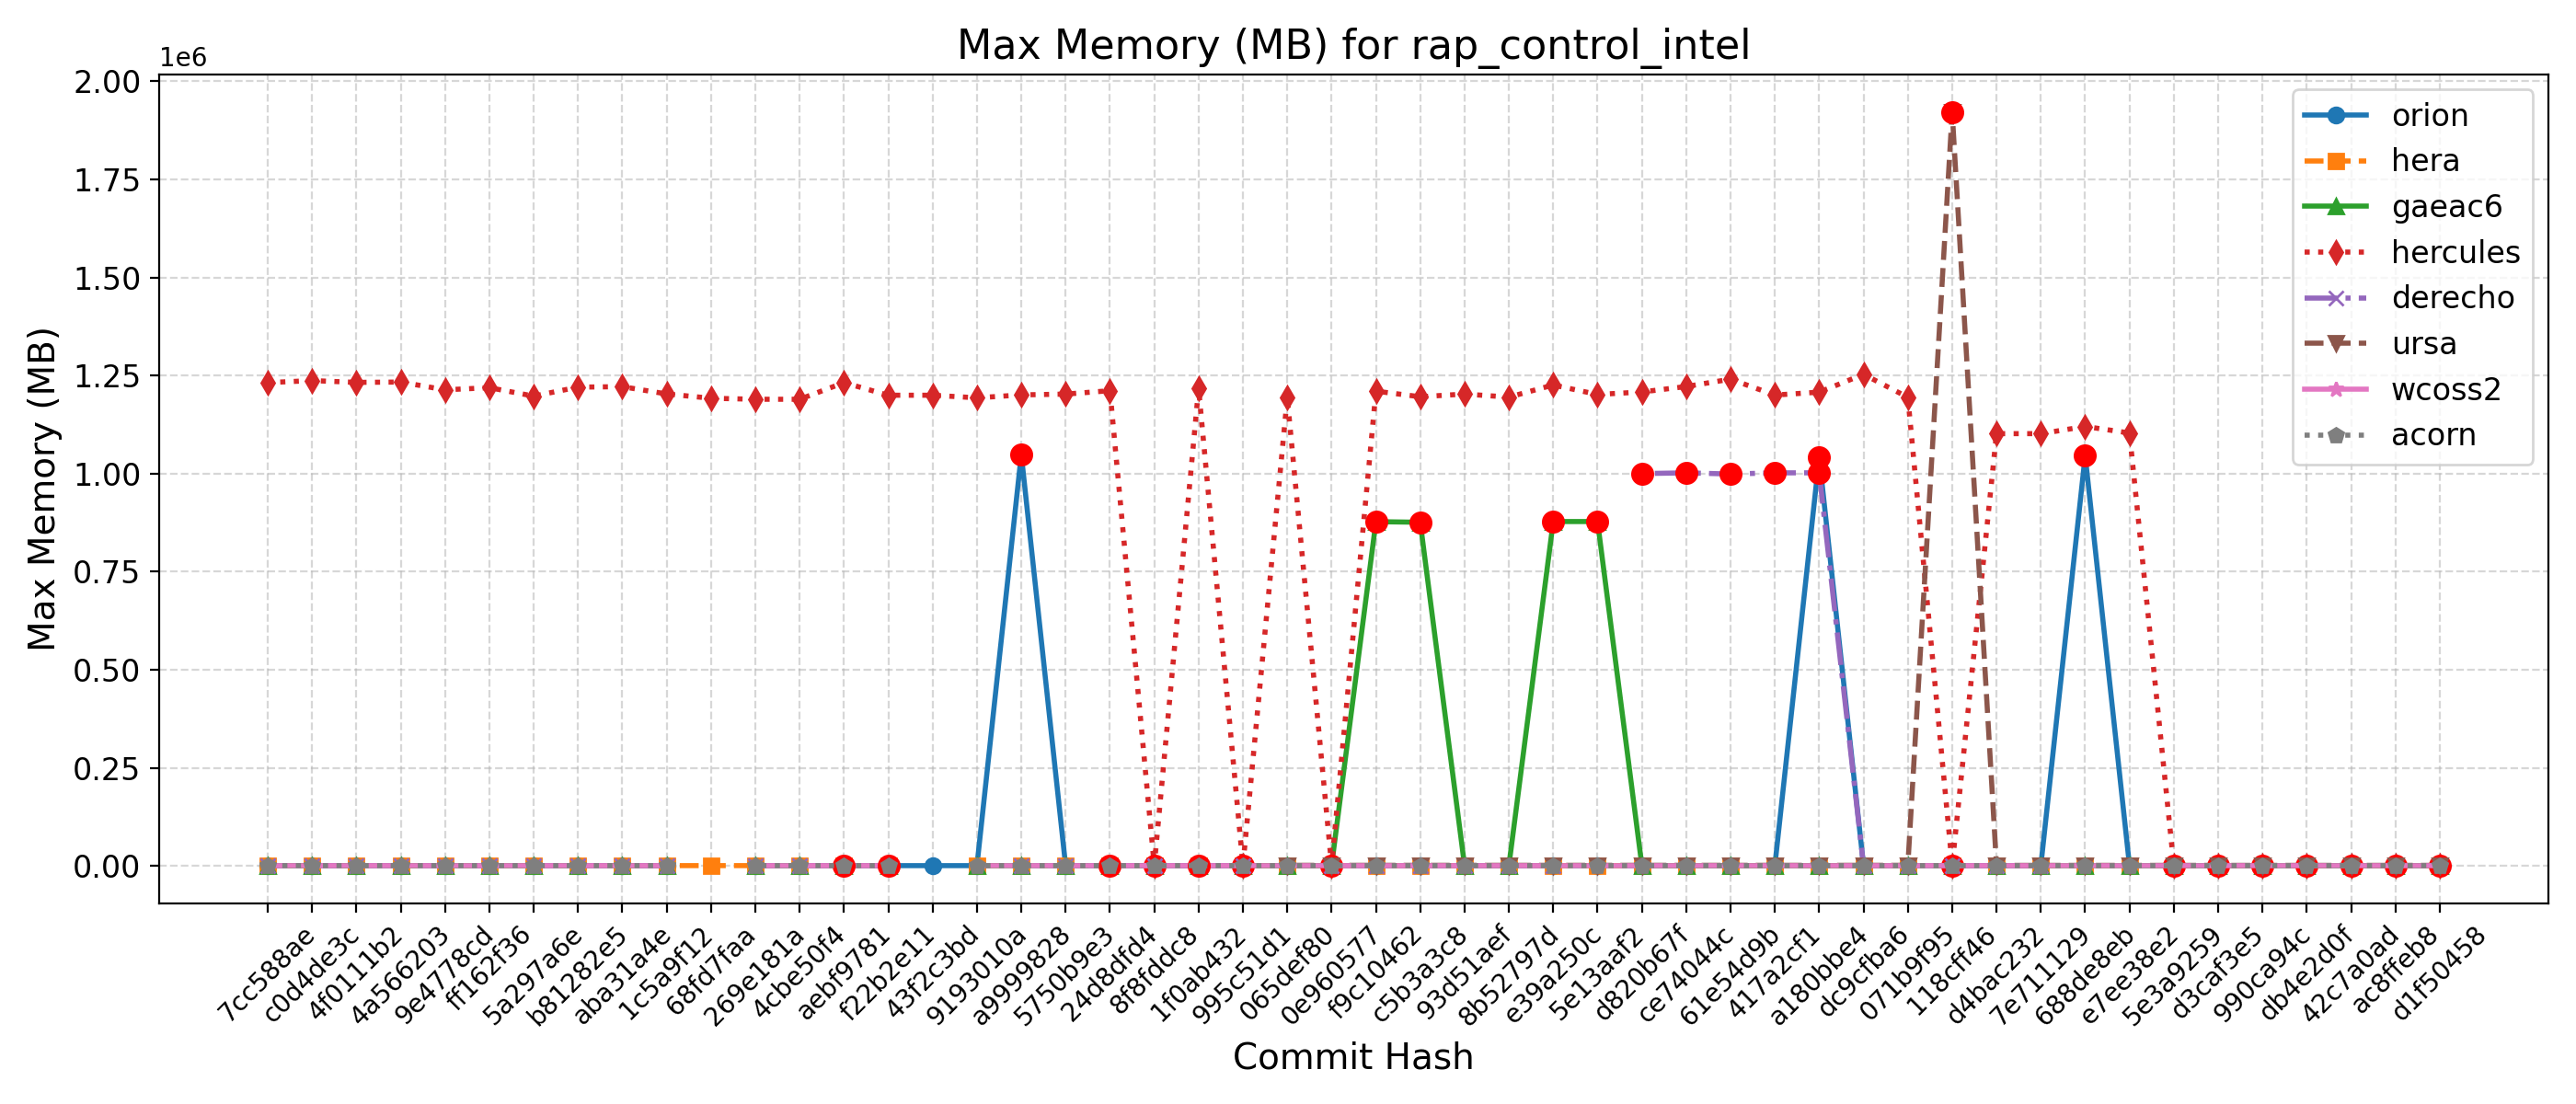 Max Memory (MB) for rap_control_intel
1e6
2.00
1.75
1.50
1.25
1.00
0.75
0.50
0.25
0.00
Max Memory (MB)
orion
hera
gaeac6
hercules
derecho
ursa
wcoss2
acorn
7cc588ae
c0d4de3c
4f0111b2
4a566203
9e4778cd
ff162f36
5a297a6e
b81282e5
aba31a4e
1c5a9f12
68fd7faa
269e181a
4cbe50f4
aebf9781
f22b2e11
43f2c3bd
9193010a
a9999828
5750b9e3
24d8dfd4
8f8fddc8
1f0ab432
995c51d1
065def80
0e960577
f9c10462
c5b3a3c8
93d51aef
8b52797d
e39a250c
5e13aaf2
d820b67f
ce74044c
61e54d9b
417a2cf1
a180bbe4
dc9cfba6
071b9f95
118cff46
d4bac232
7e711129
688de8eb
e7ee38e2
5e3a9259
d3caf3e5
990ca94c
db4e2d0f
42c7a0ad
ac8ffeb8
d1f50458
Commit Hash